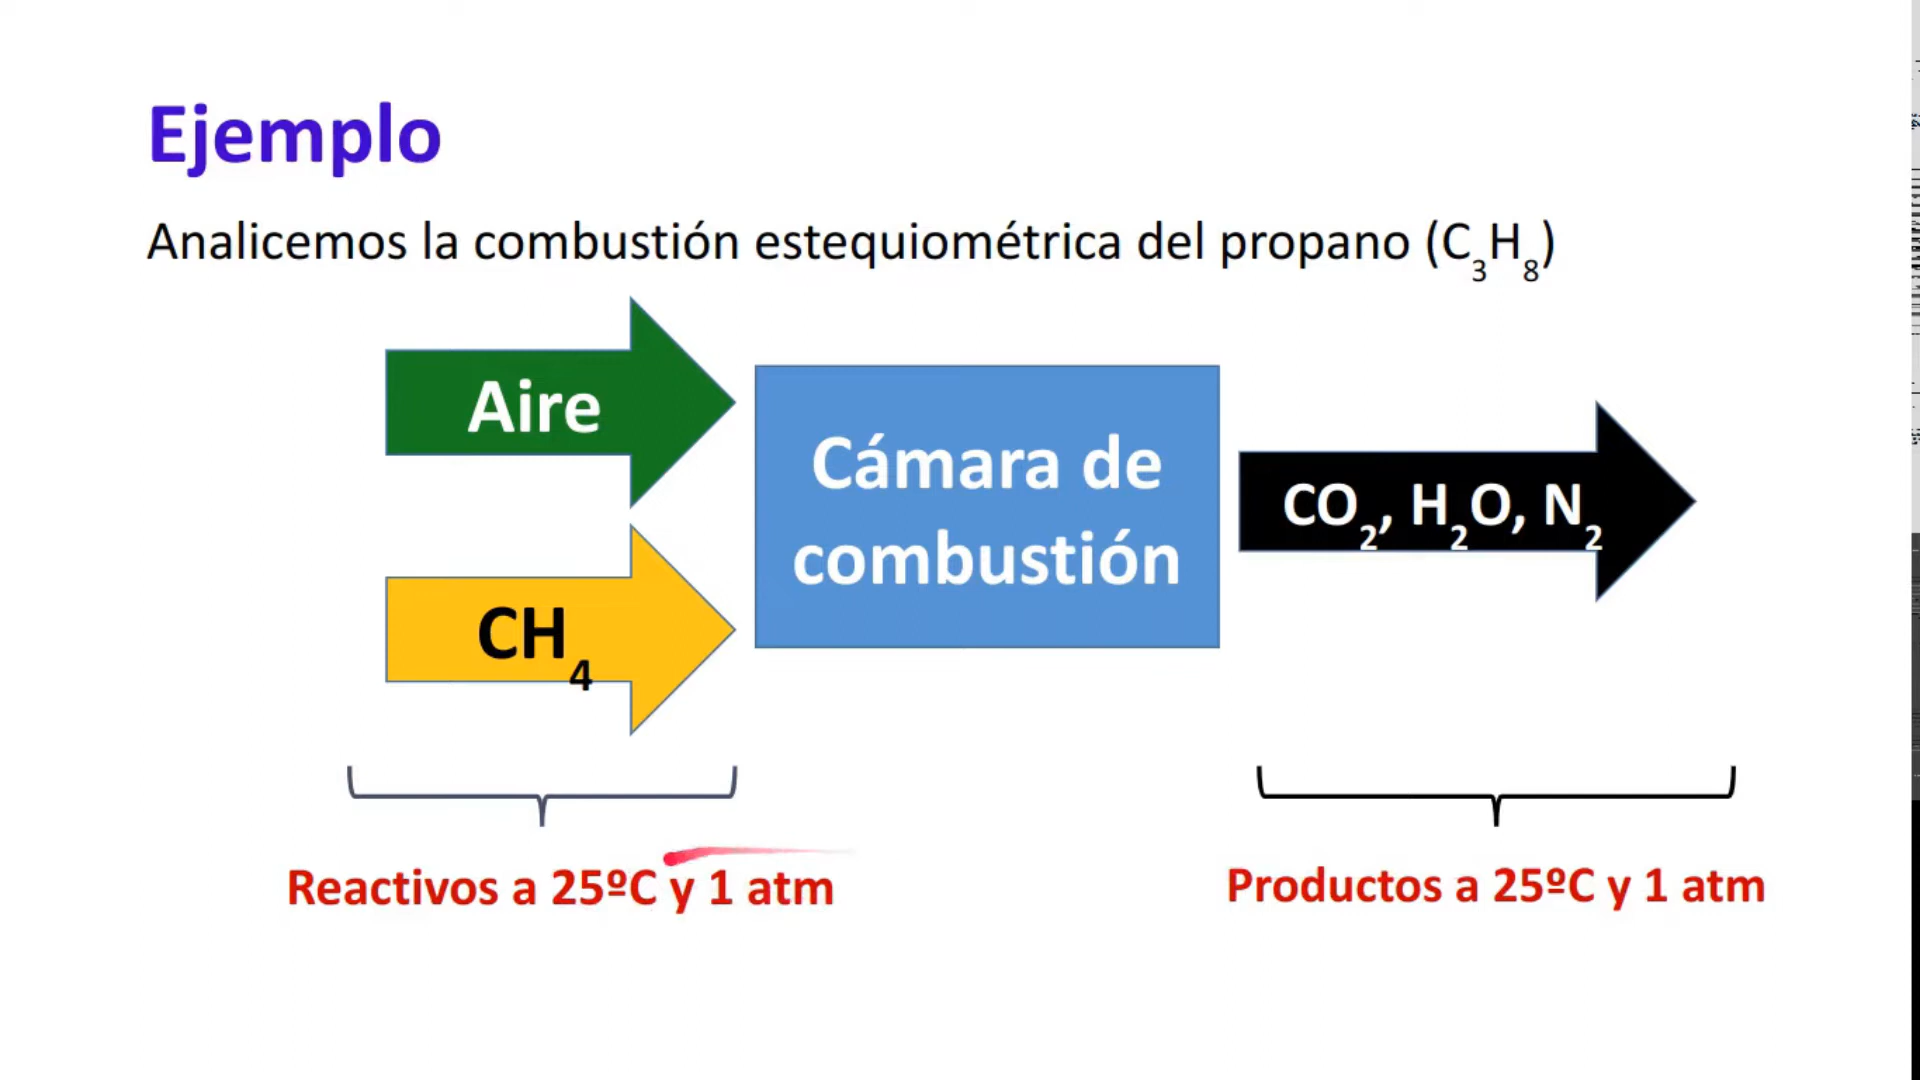 Ejemplo
Analicemos la combustión estequiométrica del propano (C3H8)
Aire
Cámara de
combustión
CO2, H2O, N2
CH4
Reactivos a 25ºC y 1 atm
Productos a 25ºC y 1 atm